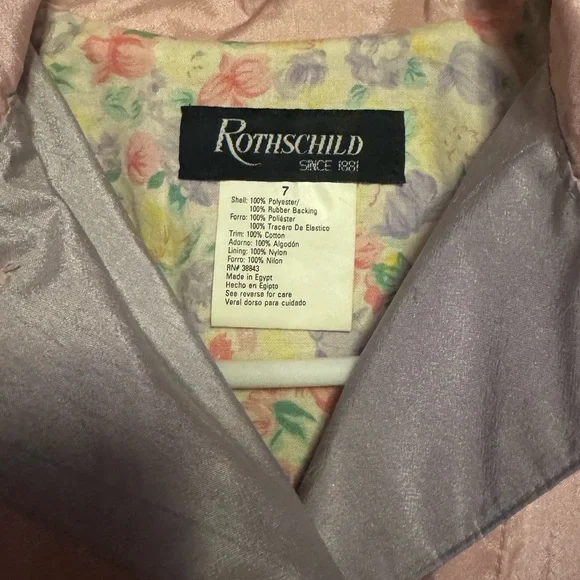 ROTHSCHILD
SINCE 1881
7
Shell: 100% Polyester/
100% Rubber Backing
Forro: 100% Poliéster
100% Tracero De Elastico
Trim: 100% Cotton
Adorno: 100% Algodón
Lining: 100% Nylon
Forro: 100% Nilon
RN# 38843
Made in Egypt
Hecho en Egipto
See reverse for care
Veral dorso para cuidado